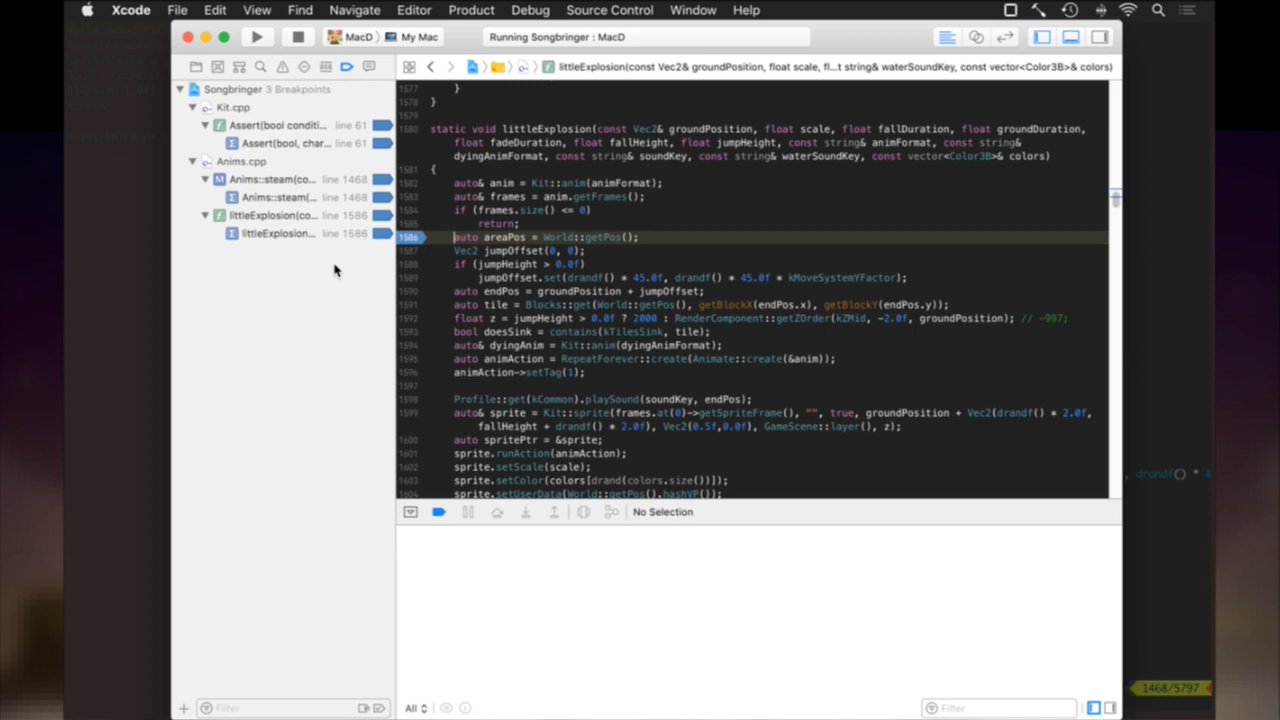 Xcode File Edit View Find Navigate Editor Product Debug Source Control Window Help
MacD My Mac Running Songbringer : MacD
littleExplosion(const Vec2& groundPosition, float scale, fl...t string& waterSoundKey, const vector<Color3B>& colors)
Songbringer 3 Breakpoints
Kit.cpp
Assert(bool conditi... line 61
Assert(bool, char... line 61
Anims.cpp
Anims::steam(co... line 1468
Anims::steam(... line 1468
littleExplosion(co... line 1586
littleExplosion... line 1586
1577 }
1578 }
1579
1580 static void littleExplosion(const Vec2& groundPosition, float scale, float fallDuration, float groundDuration,
float fadeDuration, float fallHeight, float jumpHeight, const string& animFormat, const string&
dyingAnimFormat, const string& soundKey, const string& waterSoundKey, const vector<Color3B>& colors)
1581 {
1582 auto& anim = Kit::anim(animFormat);
1583 auto& frames = anim.getFrames();
1584 if (frames.size() <= 0)
1585 return;
1586 auto areaPos = World::getPos();
1587 Vec2 jumpOffset(0, 0);
1588 if (jumpHeight > 0.0f)
1589 jumpOffset.set(drandf() * 45.0f, drandf() * 45.0f * kMoveSystemYFactor);
1590 auto endPos = groundPosition + jumpOffset;
1591 auto tile = Blocks::get(World::getPos(), getBlockX(endPos.x), getBlockY(endPos.y));
1592 float z = jumpHeight > 0.0f ? 2000 : RenderComponent::getZOrder(kZMid, -2.0f, groundPosition); // -997;
1593 bool doesSink = contains(kTilesSink, tile);
1594 auto& dyingAnim = Kit::anim(dyingAnimFormat);
1595 auto animAction = RepeatForever::create(Animate::create(&anim));
1596 animAction->setTag(1);
1597
1598 Profile::get(kCommon).playSound(soundKey, endPos);
1599 auto& sprite = Kit::sprite(frames.at(0)->getSpriteFrame(), "", true, groundPosition + Vec2(drandf() * 2.0f,
fallHeight + drandf() * 2.0f), Vec2(0.5f,0.0f), GameScene::layer(), z);
1600 auto spritePtr = &sprite;
1601 sprite.runAction(animAction);
1602 sprite.setScale(scale);
1603 sprite.setColor(colors[drand(colors.size())]);
1604 sprite.setUserData(World::getPos().hashVP());
, drandf() * 4
No Selection
1468/5797
Filter
All
Filter